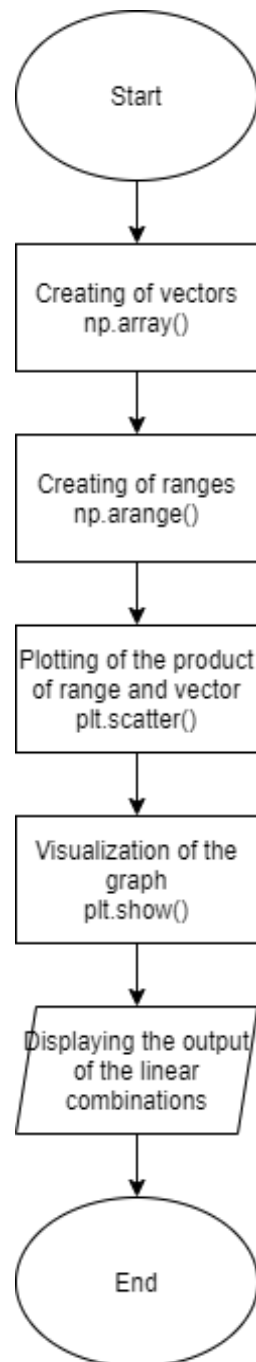 Start
Creating of vectors
np.array()
Creating of ranges
np.arange()
Plotting of the product
of range and vector
plt.scatter()
Visualization of the
graph
plt.show()
Displaying the output
of the linear
combinations
End